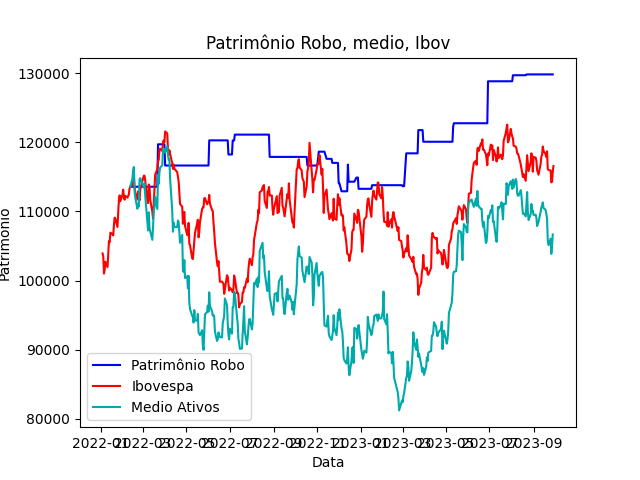 Patrimônio Robo, medio, Ibov
130000
120000
110000
100000
90000
80000
Patrimonio
Patrimônio Robo
Ibovespa
Medio Ativos
2022-01 2022-03 2022-05 2022-07 2022-09 2022-11 2023-01 2023-03 2023-05 2023-07 2023-09
Data